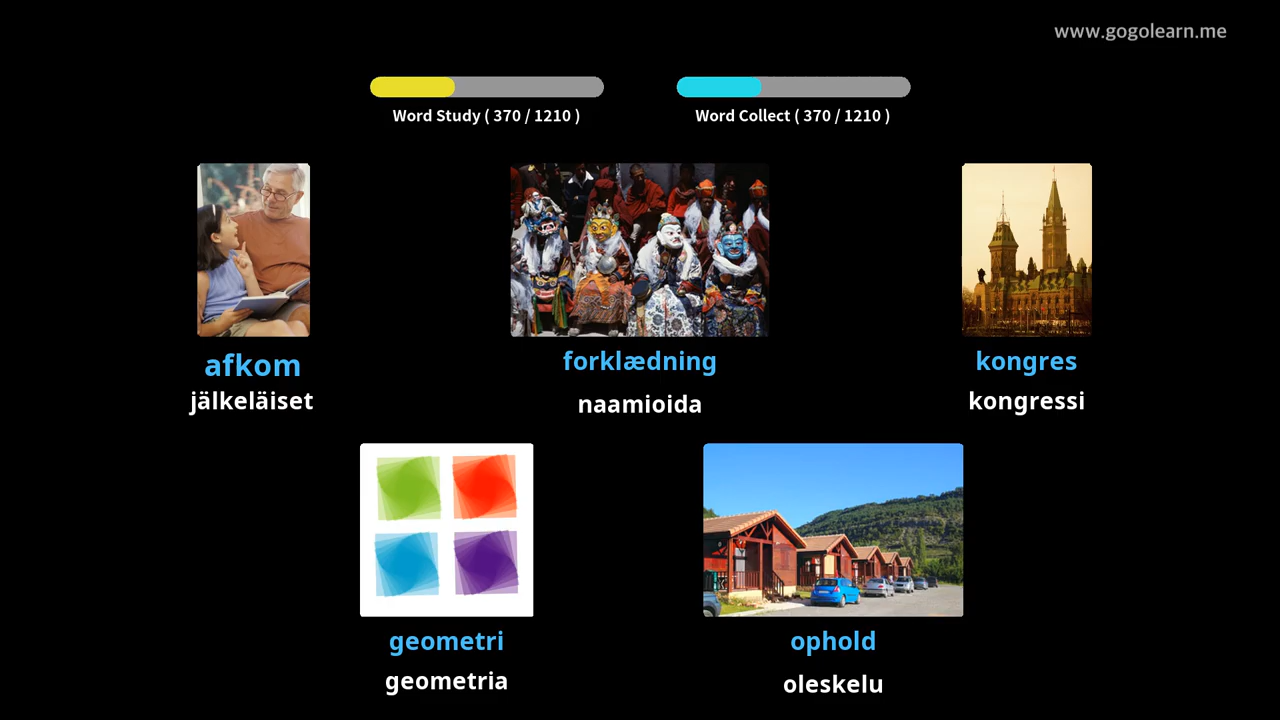 www.gogolearn.me
Word Study ( 370 / 1210 )
Word Collect ( 370 / 1210 )
afkom
jälkeläiset
forklædning
naamioida
kongres
kongressi
geometri
geometria
ophold
oleskelu